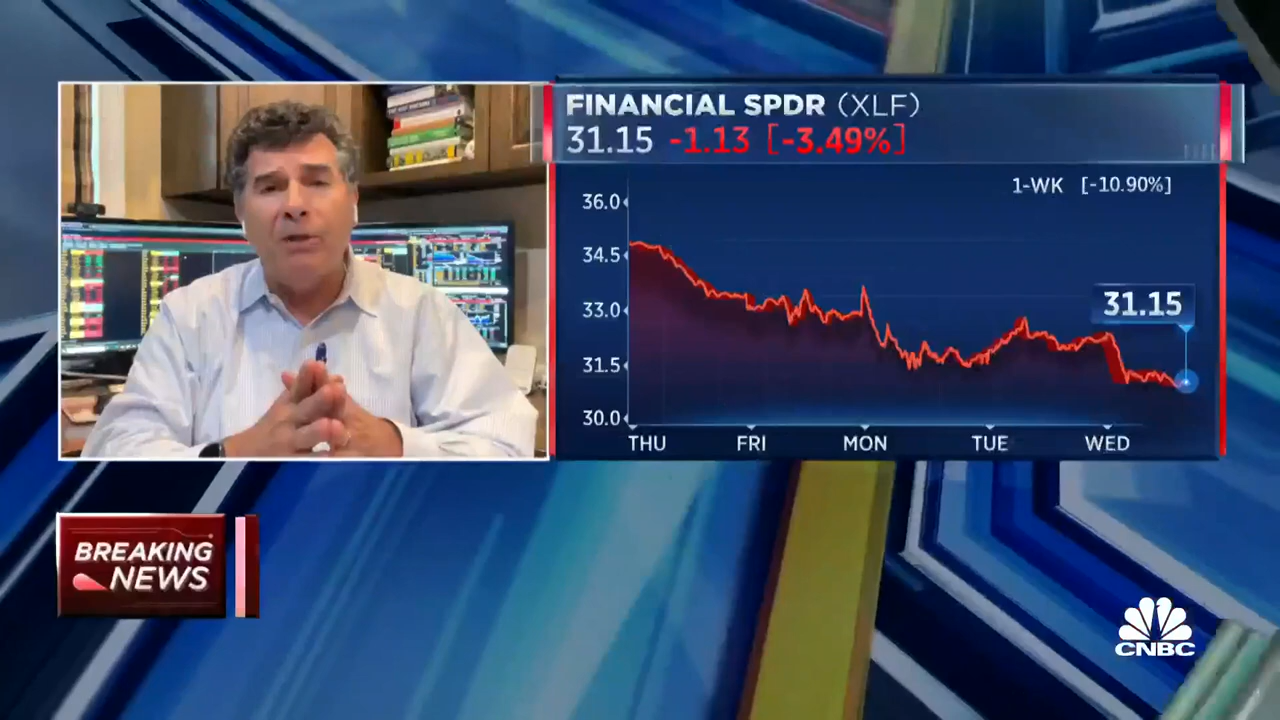 FINANCIAL SPDR (XLF)
31.15 -1.13 [-3.49%]
1-WK [-10.90%]
36.0
34.5
33.0
31.5
30.0
31.15
THU FRI MON TUE WED
BREAKING
NEWS
CNBC